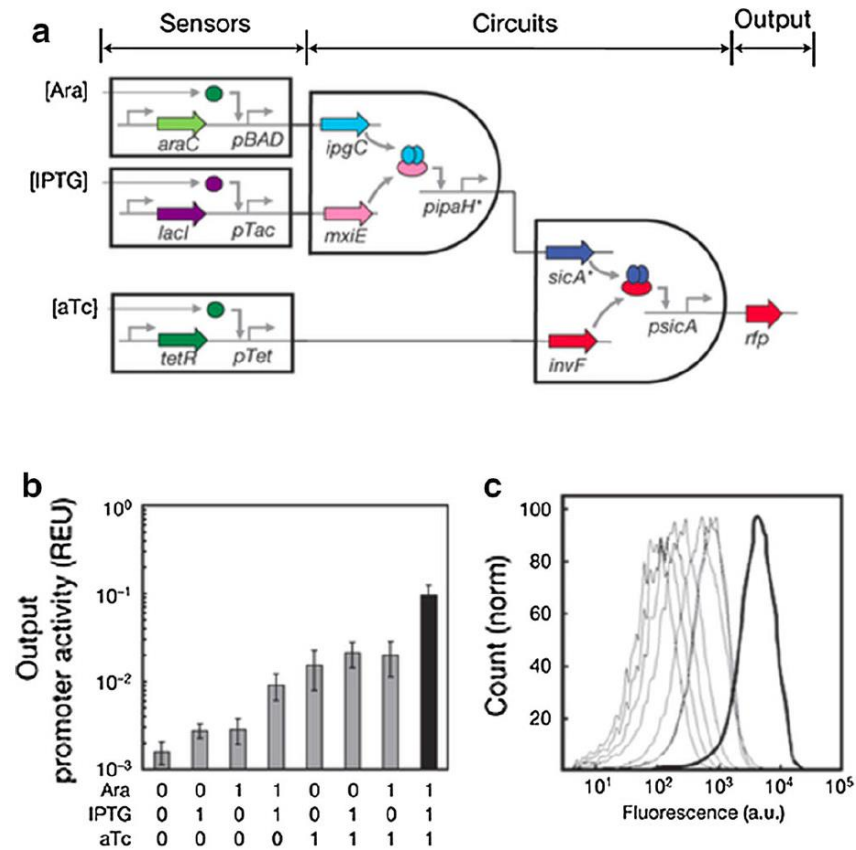 a
Sensors Circuits Output
[Ara]
araC pBAD ipgC
[IPTG]
lacI pTac mxiE pipaH*
sicA*
[aTc]
tetR pTet invF psicA rfp
b
Output
promoter activity (REU)
10⁰
10⁻¹
10⁻²
10⁻³
Ara 0 0 1 1 0 0 1 1
IPTG 0 1 0 1 0 1 0 1
aTc 0 0 0 0 1 1 1 1
c
Count (norm)
100
80
60
40
20
10¹ 10² 10³ 10⁴ 10⁵
Fluorescence (a.u.)